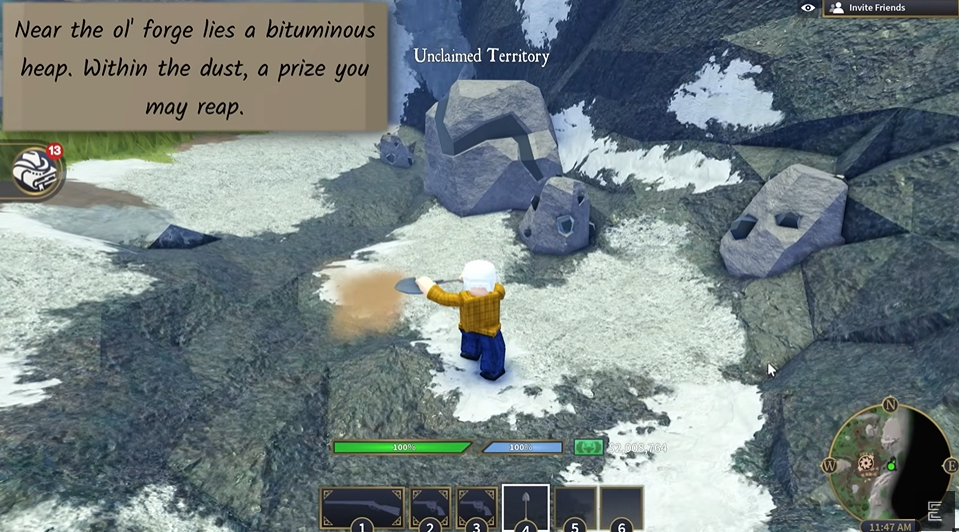 Near the ol' forge lies a bituminous
heap. Within the dust, a prize you
may reap.
Invite Friends
Unclaimed Territory
13
N
W
E
100%
100%
1
2
3
4
5
6
11:47 AM